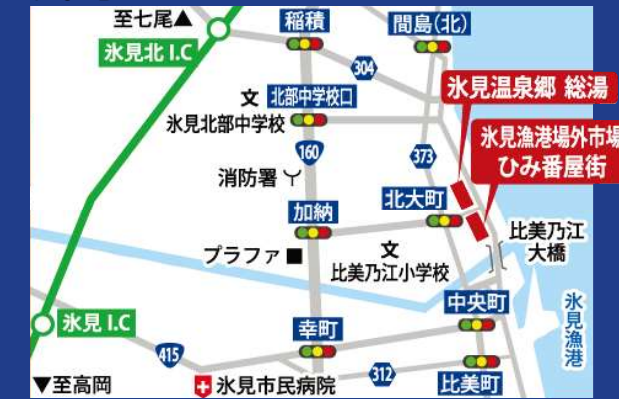 至七尾▲
稲積
間島(北)
氷見北 I.C
304
氷見温泉郷 総湯
文
北部中学校口
氷見北部中学校
氷見漁港場外市場
ひみ番屋街
160
373
消防署
北大町
加納
プラファ■
文
比美乃江小学校
比美乃江
大橋
中央町
氷見漁港
氷見 I.C
幸町
415
312
▼至高岡
氷見市民病院
比美町